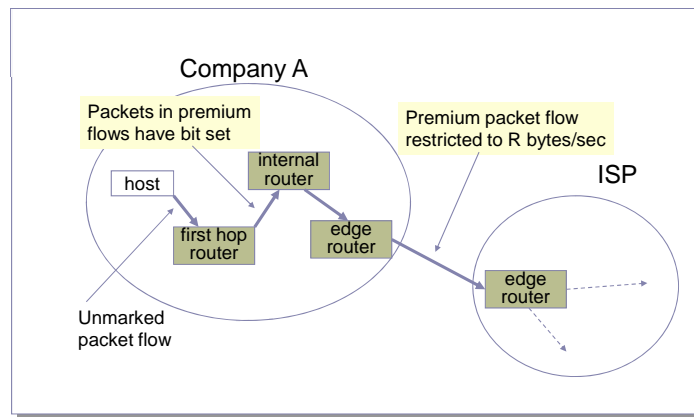 Company A
Packets in premium
flows have bit set
Premium packet flow
restricted to R bytes/sec
internal
router
host
ISP
first hop
router
edge
router
edge
router
Unmarked
packet flow